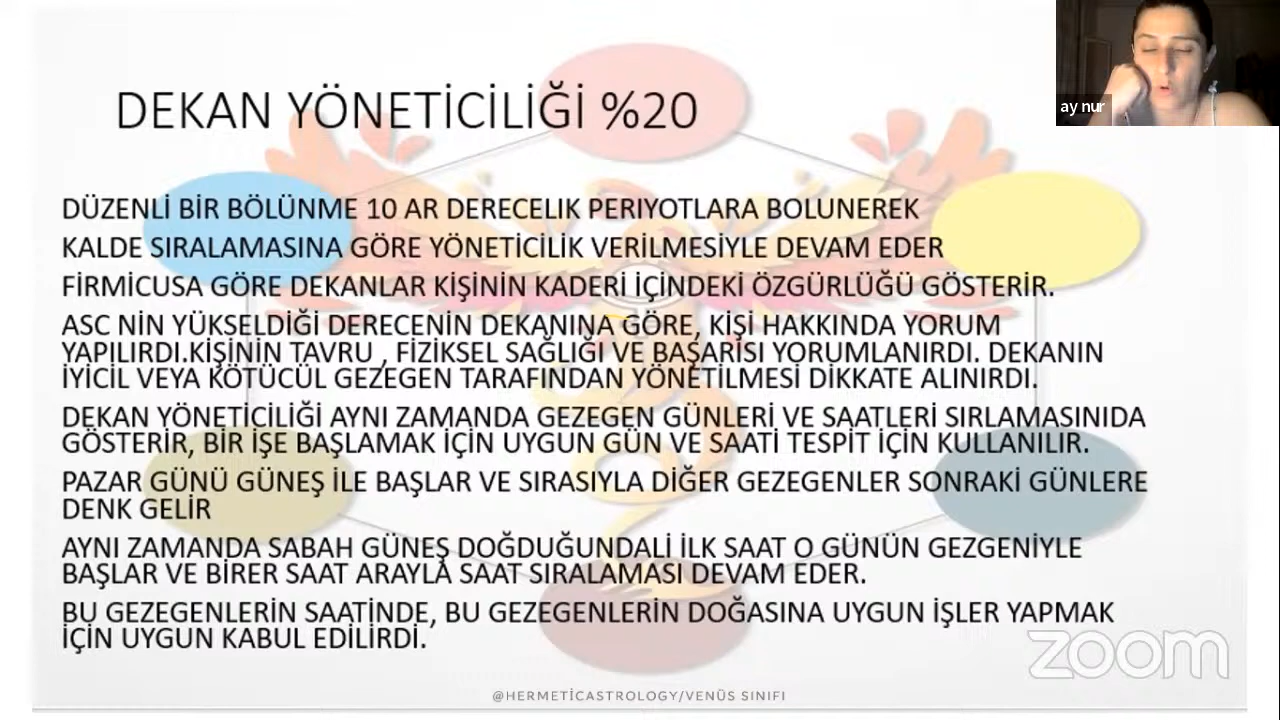 DEKAN YÖNETİCİLİĞİ %20
ay nur
DÜZENLİ BİR BÖLÜNME 10 AR DERECELIK PERIYOTLARA BOLUNEREK
KALDE SIRALAMASINA GÖRE YÖNETİCİLİK VERİLMESİYLE DEVAM EDER
FİRMİCUSA GÖRE DEKANLAR KİŞİNİN KADERİ İÇİNDEKİ ÖZGÜRLÜĞÜ GÖSTERİR.
ASC NİN YÜKSELDİĞİ DERECENİN DEKANINA GÖRE, KİŞİ HAKKINDA YORUM
YAPILIRDI.KİŞİNİN TAVRU , FİZİKSEL SAĞLIĞI VE BAŞARISI YORUMLANIRDI. DEKANIN
İYİCİL VEYA KÖTÜCÜL GEZEGEN TARAFINDAN YÖNETİLMESİ DİKKATE ALINIRDI.
DEKAN YÖNETİCİLİĞİ AYNI ZAMANDA GEZEGEN GÜNLERİ VE SAATLERİ SIRLAMASINIDA
GÖSTERİR, BİR İŞE BAŞLAMAK İÇİN UYGUN GÜN VE SAATİ TESPİT İÇİN KULLANILIR.
PAZAR GÜNÜ GÜNEŞ İLE BAŞLAR VE SIRASIYLA DİĞER GEZEGENLER SONRAKİ GÜNLERE
DENK GELİR
AYNI ZAMANDA SABAH GÜNEŞ DOĞDUĞUNDALİ İLK SAAT O GÜNÜN GEZGENİYLE
BAŞLAR VE BİRER SAAT ARAYLA SAAT SIRALAMASI DEVAM EDER.
BU GEZEGENLERİN SAATİNDE, BU GEZEGENLERİN DOĞASINA UYGUN İŞLER YAPMAK
İÇİN UYGUN KABUL EDİLİRDİ.
zoom
@HERMETİCASTROLOGY/VENÜS SINIFI